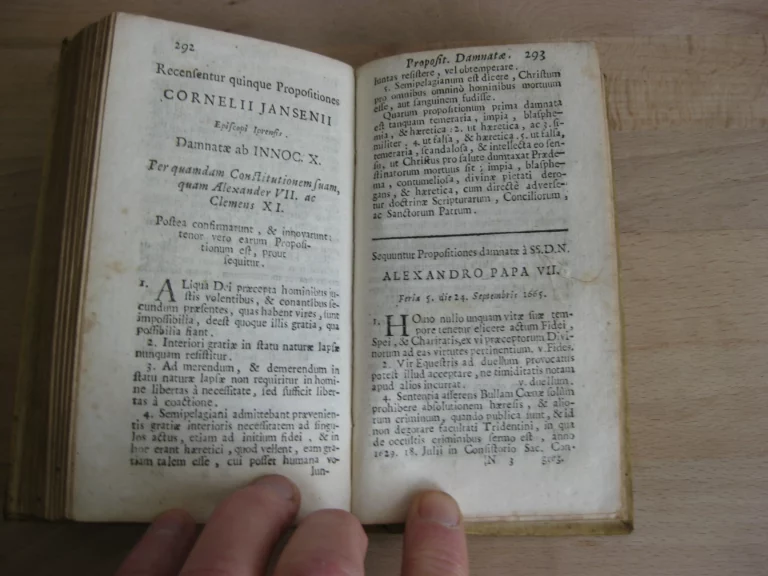 292
Recensentur quinque Propositiones
CORNELII JANSENII
Episcopi Iprensis.
Damnatæ ab INNOC. X.
Per quamdam Constitutionem suam,
quam Alexander VII. ac
Clemens XI.
Postea confirmarunt, & innovarunt:
tenor vero earum Proposi-
tionum est, prout
sequitur.
1. ALiqua Dei præcepta hominibus ju-
stis volentibus, & conantibus se-
cundum præsentes, quas habent vires, sunt
impossibilia, deest quoque illis gratia, qua
possibilia fiant.
2. Interiori gratiæ in statu naturæ lapsæ
nunquam resistitur.
3. Ad merendum, & demerendum in
statu naturæ lapsæ non requiritur in homi-
ne libertas à necessitate, sed sufficit liber-
tas à coactione.
4. Semipelagiani admittebant prævenien-
tis gratiæ interioris necessitatem ad singu-
los actus, etiam ad initium fidei, & in
hoc erant hæretici, quod vellent, eam gra-
tiam talem esse, cui posset humana vo-
lun-
Proposit. Damnatæ. 293
luntas resistere, vel obtemperare.
5. Semipelagianum est dicere, Christum
pro omnibus omninò hominibus mortuum
esse, aut sanguinem fudisse.
Quarum propositionum prima damnata
est tanquam temeraria, impia, blasphe-
mia, & hæretica: 2. ut hæretica, ac 3. si-
militer: 4. ut falsa, & hæretica. 5. ut falsa,
temeraria, scandalosa, & intellecta eo sen-
su, ut Christus pro salute dumtaxat Præde-
stinatorum mortuus sit; impia, blasphe-
ma, contumeliosa, divinæ pietati dero-
gans, & hæretica, cum directè adverse-
tur doctrinæ Scripturarum, Conciliorum,
ac Sanctorum Patrum.
Sequuntur Propositiones damnatæ à SS.D.N.
ALEXANDRO PAPA VII.
Feria 5. die 24. Septembris 1665.
1. HOmo nullo unquam vitæ suæ tem-
pore tenetur elicere actum Fidei,
Spei, & Charitatis, ex vi præceptorum Divi-
norum ad eas virtutes pertinentium. v. Fides.
2. Vir Equestris ad duellum provocatus
potest illud acceptare, ne timiditatis notam
apud alios incurrat. v. duellum.
4. Sententia asserens Bullam Cœnæ solum
prohibere absolutionem hæresis, & alio-
rum criminum, quando publica sunt, & id
non derogare facultati Tridentini, in qua
de occultis criminibus sermo est, anno
1629. 18. Julii in Consistorio Sac. Con-
N 3 greg.